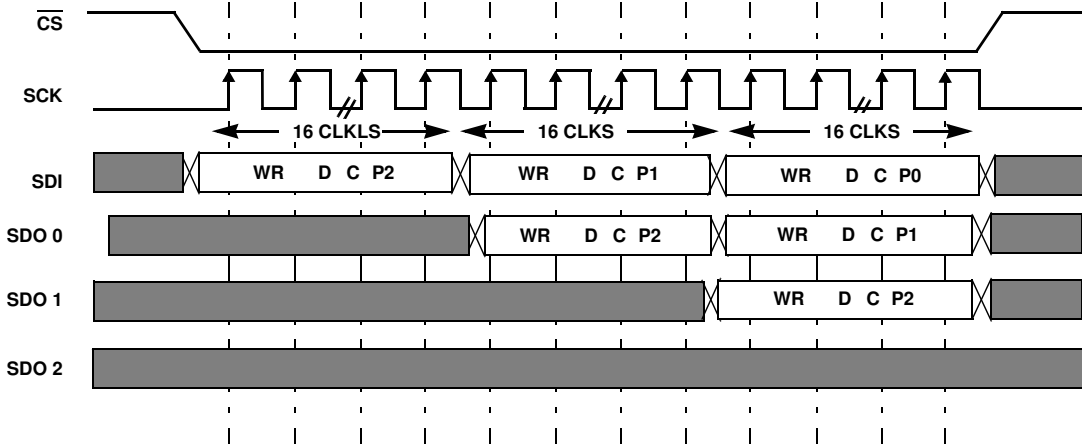 CS
SCK
16 CLKLS 16 CLKS 16 CLKS
SDI WR D C P2 WR D C P1 WR D C P0
SDO 0 WR D C P2 WR D C P1
SDO 1 WR D C P2
SDO 2